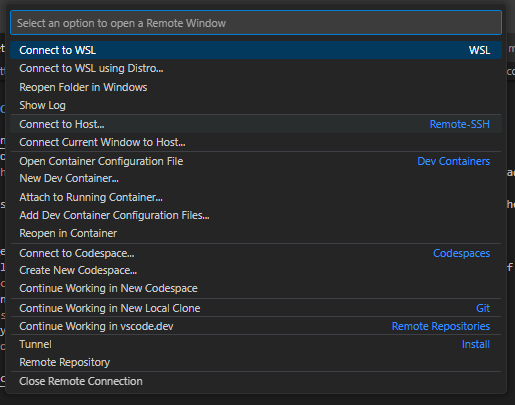 Select an option to open a Remote Window
Connect to WSL WSL
Connect to WSL using Distro...
Reopen Folder in Windows
Show Log
Connect to Host... Remote-SSH
Connect Current Window to Host...
Open Container Configuration File Dev Containers
New Dev Container...
Attach to Running Container...
Add Dev Container Configuration Files...
Reopen in Container
Connect to Codespace... Codespaces
Create New Codespace...
Continue Working in New Codespace
Continue Working in New Local Clone Git
Continue Working in vscode.dev Remote Repositories
Tunnel Install
Remote Repository
Close Remote Connection